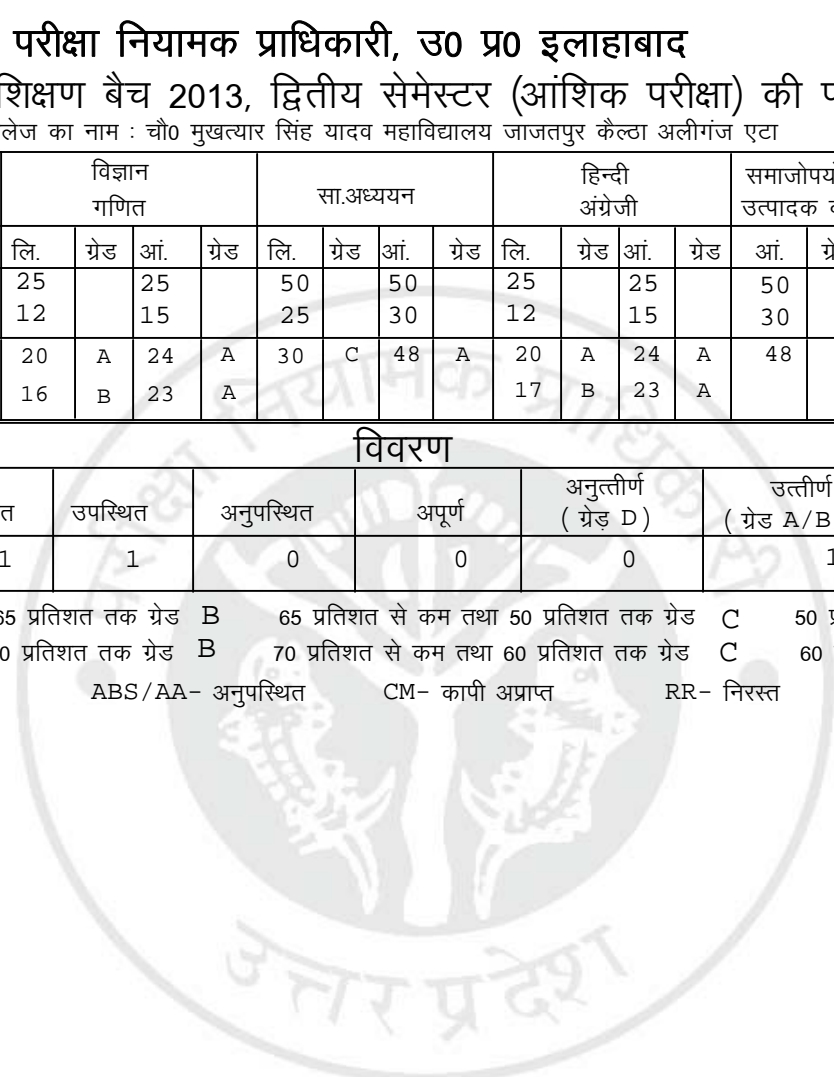 परीक्षा नियामक प्राधिकारी, उ0 प्र0 इलाहाबाद
शिक्षण बैच 2013, द्वितीय सेमेस्टर (आंशिक परीक्षा) की
लेज का नाम : चौ0 मुखत्यार सिंह यादव महाविद्यालय जाजतपुर कैल्ठा अलीगंज एटा
विज्ञान सा.अध्ययन हिन्दी
गणित अंग्रेजी उत्पादक
लि. ग्रेड आं. ग्रेड लि. ग्रेड आं. ग्रेड लि. ग्रेड आं. ग्रेड आं.
25 25 50 50 25 25 50
12 15 25 30 12 15 30
20 A 24 A 30 C 48 A 20 A 24 A 48
16 B 23 A 17 B 23 A
विवरण
त उपस्थित अनुपस्थित अपूर्ण अनुत्तीर्ण ( ग्रेड़ D ) उत्तीर्ण ( ग्रेड A/B
1 1 0 0 0 1
65 प्रतिशत तक ग्रेड B 65 प्रतिशत से कम तथा 50 प्रतिशत तक ग्रेड C 50
0 प्रतिशत तक ग्रेड B 70 प्रतिशत से कम तथा 60 प्रतिशत तक ग्रेड C 60
ABS/AA- अनुपस्थित CM- कापी अप्राप्त RR- निरस्त
परीक्षा नियामक प्राधिकारी
उत्तर प्रदेश